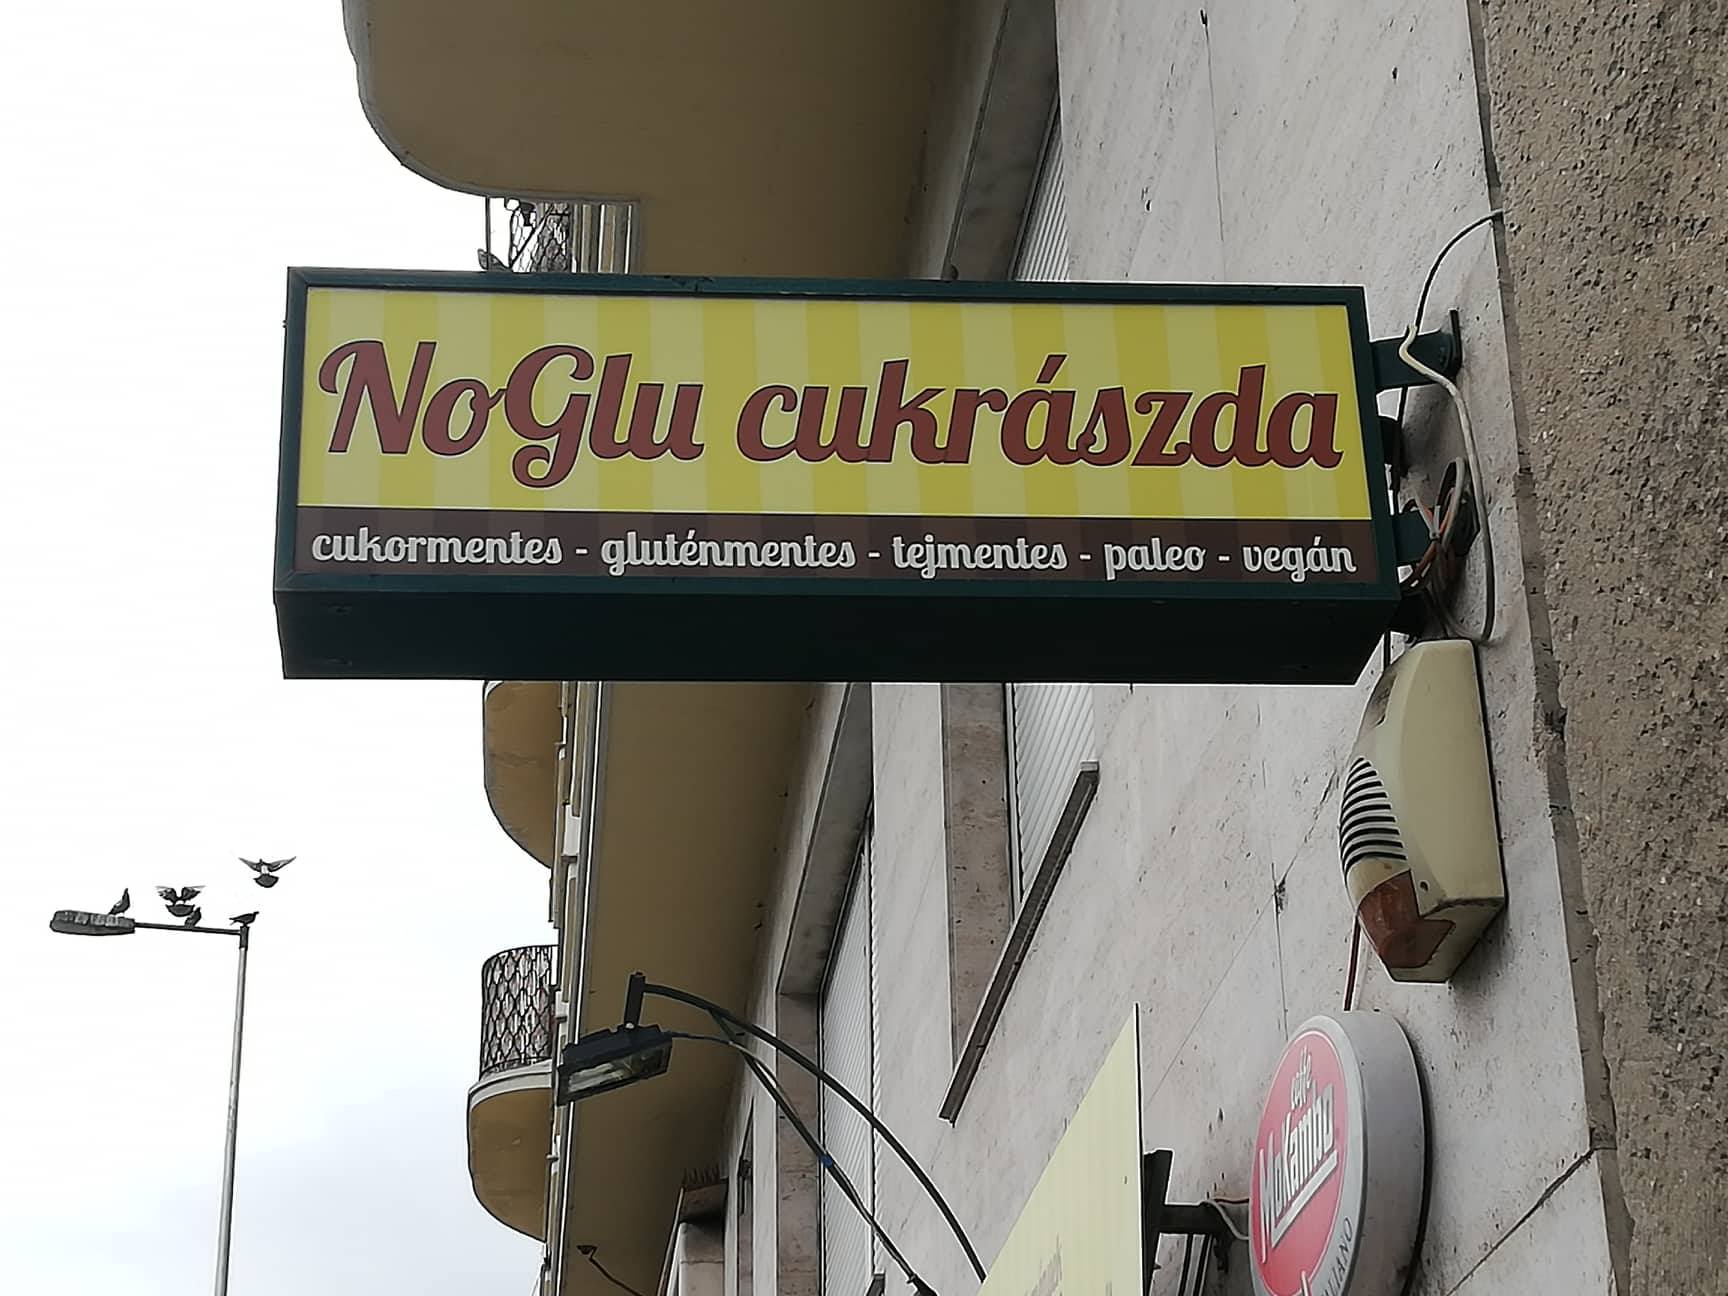 NoGlu cukrászda
cukormentes - gluténmentes - tejmentes - paleo - vegán
caffè
MoKambo